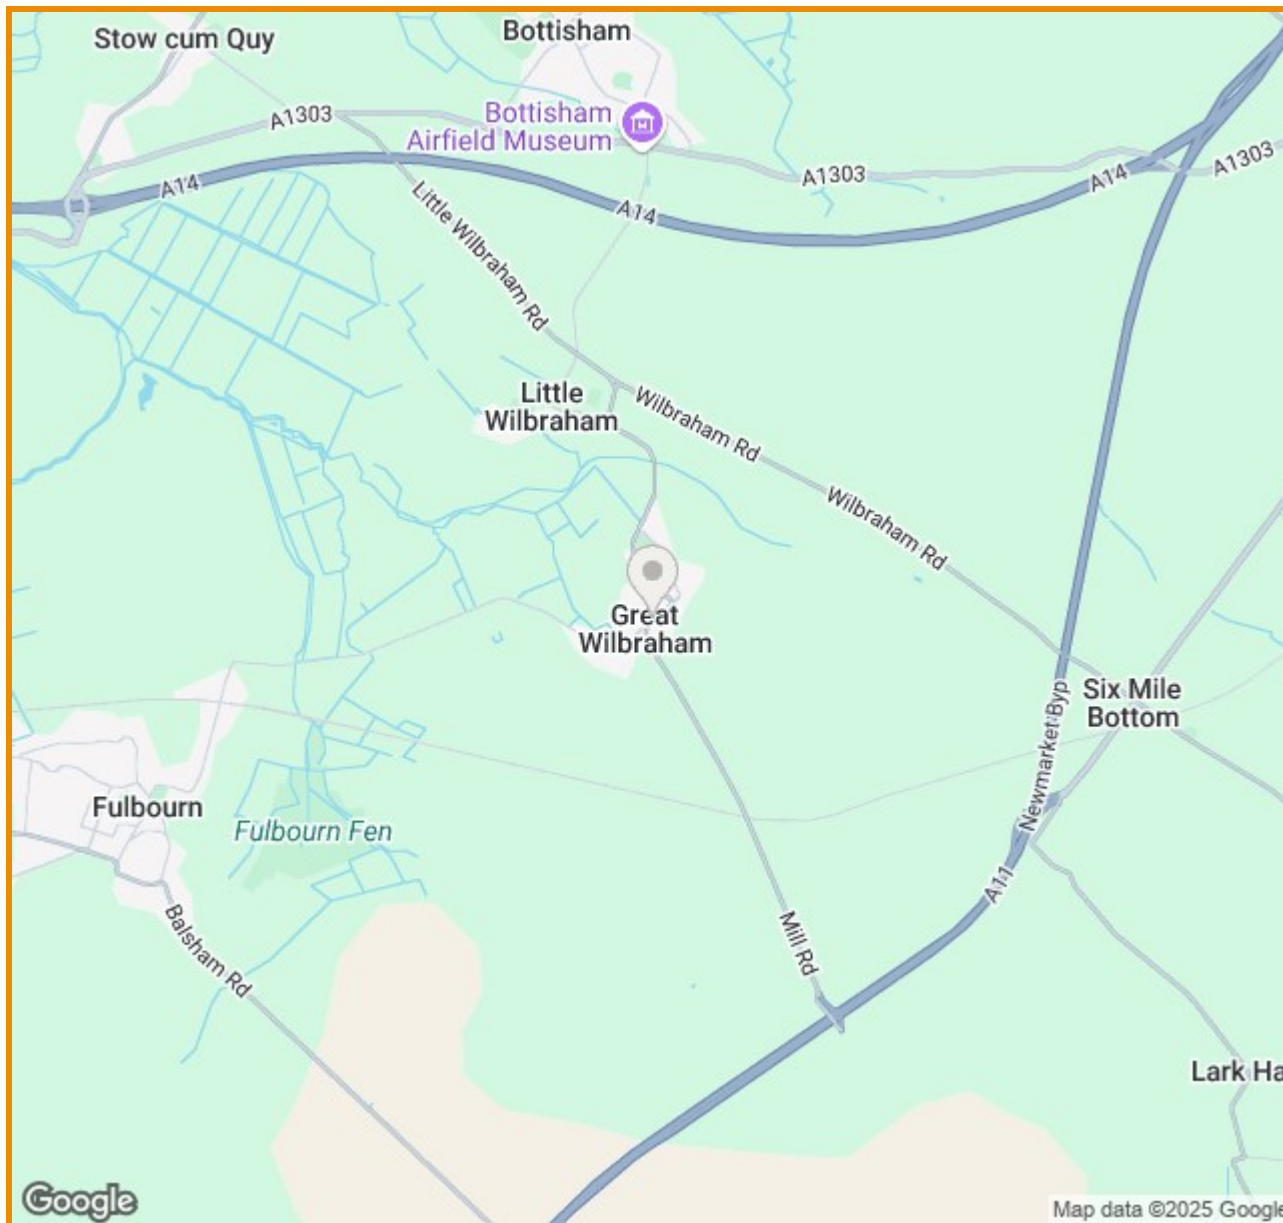 Stow cum Quy
Bottisham
Bottisham
Airfield Museum
A1303
A1303
A1303
A14
A14
A14
Little Wilbraham Rd
Little
Wilbraham
Wilbraham Rd
Wilbraham Rd
Great
Wilbraham
Six Mile
Bottom
Newmarket Byp
Fulbourn
Fulbourn Fen
A11
Balsham Rd
Mill Rd
Lark Ha
Google
Map data ©2025 Google